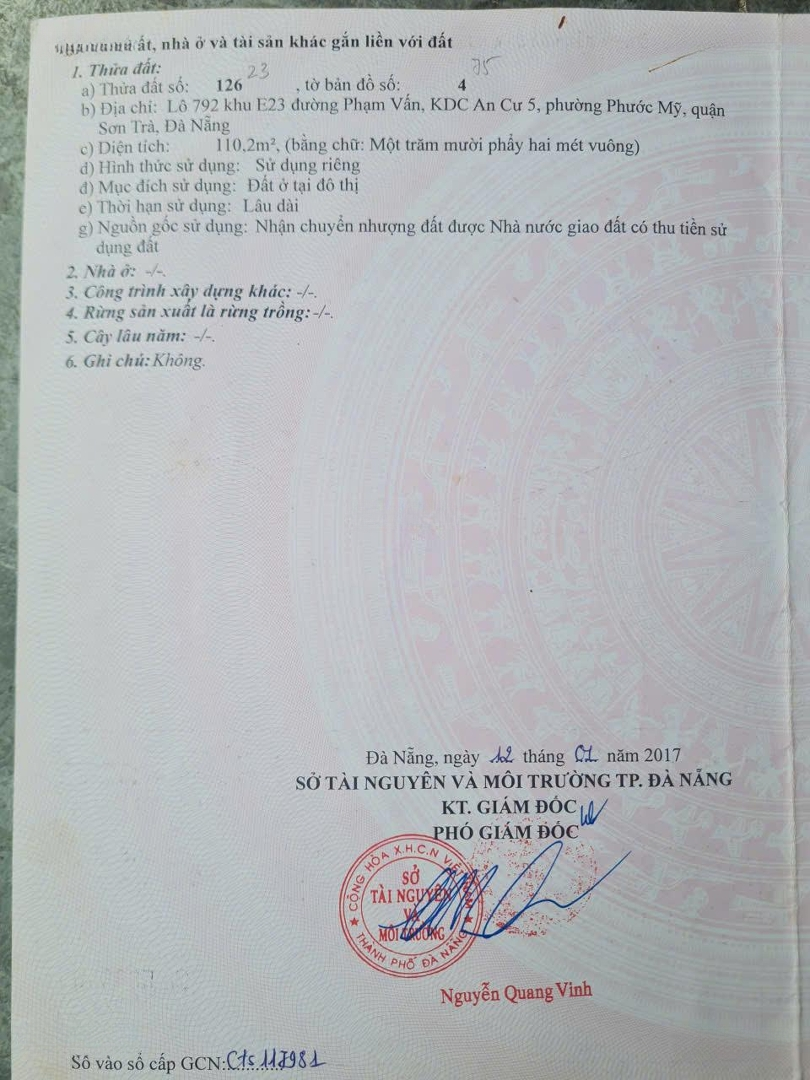 ất, nhà ở và tài sản khác gắn liền với đất
1. Thửa đất:
23 75
a) Thửa đất số: 126 , tờ bản đồ số: 4
b) Địa chỉ: Lô 792 khu E23 đường Phạm Vấn, KDC An Cư 5, phường Phước Mỹ, quận
Sơn Trà, Đà Nẵng
c) Diện tích: 110,2m², (bằng chữ: Một trăm mười phẩy hai mét vuông)
d) Hình thức sử dụng: Sử dụng riêng
đ) Mục đích sử dụng: Đất ở tại đô thị
e) Thời hạn sử dụng: Lâu dài
g) Nguồn gốc sử dụng: Nhận chuyển nhượng đất được Nhà nước giao đất có thu tiền sử
dụng đất
2. Nhà ở: -/-.
3. Công trình xây dựng khác: -/-.
4. Rừng sản xuất là rừng trồng: -/-.
5. Cây lâu năm: -/-.
6. Ghi chú: Không.
Đà Nẵng, ngày 12 tháng 01 năm 2017
SỞ TÀI NGUYÊN VÀ MÔI TRƯỜNG TP. ĐÀ NẴNG
KT. GIÁM ĐỐC
PHÓ GIÁM ĐỐC
CỘNG HÒA X.H.C.N VIỆT NAM
SỞ
TÀI NGUYÊN
VÀ
MÔI TRƯỜNG
THÀNH PHỐ ĐÀ NẴNG
Nguyễn Quang Vinh
Số vào sổ cấp GCN: CTs 117981